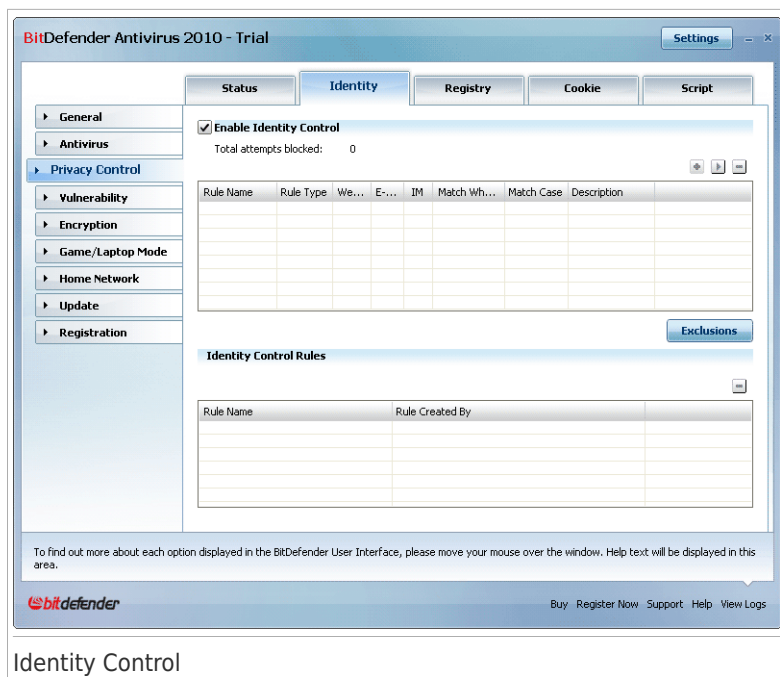 BitDefender Antivirus 2010 - Trial
Settings
Status Identity Registry Cookie Script
General
Antivirus
Privacy Control
Vulnerability
Encryption
Game/Laptop Mode
Home Network
Update
Registration
Enable Identity Control
Total attempts blocked: 0
Rule Name Rule Type We... E-... IM Match Wh... Match Case Description
Exclusions
Identity Control Rules
Rule Name Rule Created By
To find out more about each option displayed in the BitDefender User Interface, please move your mouse over the window. Help text will be displayed in this
area.
bitdefender
Buy Register Now Support Help View Logs
Identity Control